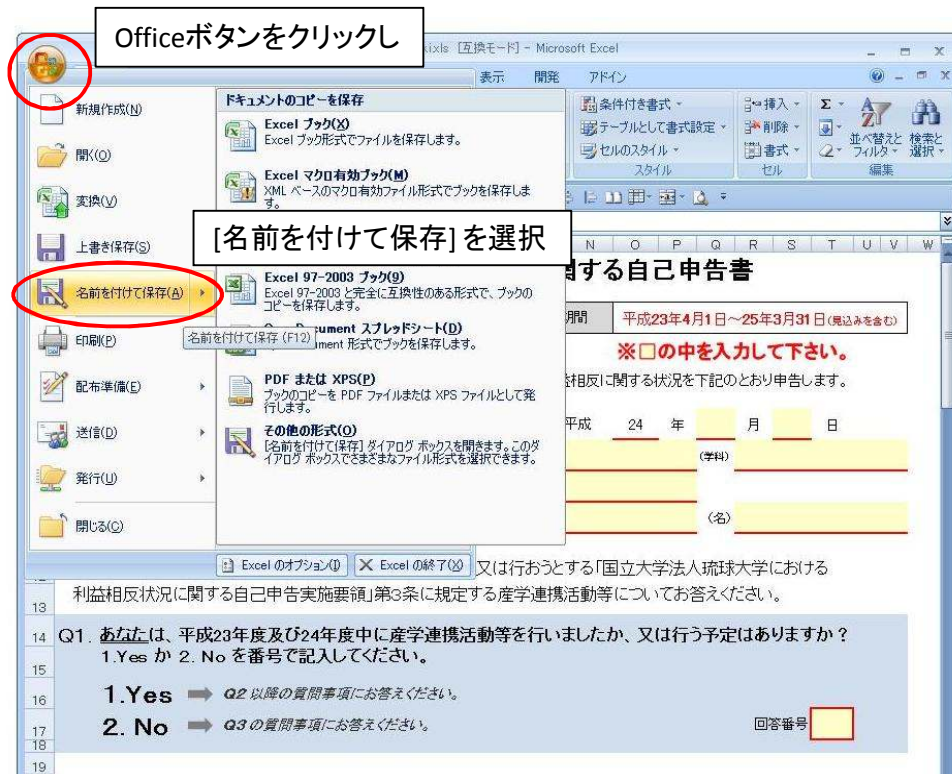 Officeボタンをクリックし
.xls [互換モード] - Microsoft Excel
表示 開発 アドイン
新規作成(N)
開く(O)
変換(V)
上書き保存(S)
名前を付けて保存(A)
印刷(P)
配布準備(E)
送信(D)
発行(U)
閉じる(C)
ドキュメントのコピーを保存
Excel ブック(X)
Excel ブック形式でファイルを保存します。
Excel マクロ有効ブック(M)
XML ベースのマクロ有効ファイル形式でブックを保存しま
す。
[名前を付けて保存] を選択
Excel 97-2003 ブック(9)
Excel 97-2003 と完全に互換性のある形式で、ブックの
コピーを保存します。
名前を付けて保存 (F12)
Document スプレッドシート(D)
ument 形式でブックを保存します。
PDF または XPS(P)
ブックのコピーを PDF ファイルまたは XPS ファイルとして発
行します。
その他の形式(O)
[名前を付けて保存] ダイアログ ボックスを開きます。このダ
イアログ ボックスでさまざまなファイル形式を選択できます。
Excel のオプション(I) Excel の終了(X)
条件付き書式
テーブルとして書式設定
セルのスタイル
スタイル
挿入
削除
書式
セル
Σ
並べ替えと
フィルタ
検索と
選択
編集
N O P Q R S T U V W
する自己申告書
期間 平成23年4月1日~25年3月31日(見込みを含む)
※□の中を入力して下さい。
益相反に関する状況を下記のとおり申告します。
平成 24 年 月 日
(学科)
(名)
又は行おうとする「国立大学法人琉球大学における
13 利益相反状況に関する自己申告実施要領」第3条に規定する産学連携活動等についてお答えください。
14 Q1. あなたは、平成23年度及び24年度中に産学連携活動等を行いましたか、又は行う予定はありますか?
15 1.Yes か 2. No を番号で記入してください。
16 1.Yes ➡ Q2 以降の質問事項にお答えください。
17 2. No ➡ Q3 の質問事項にお答えください。 回答番号
18
19